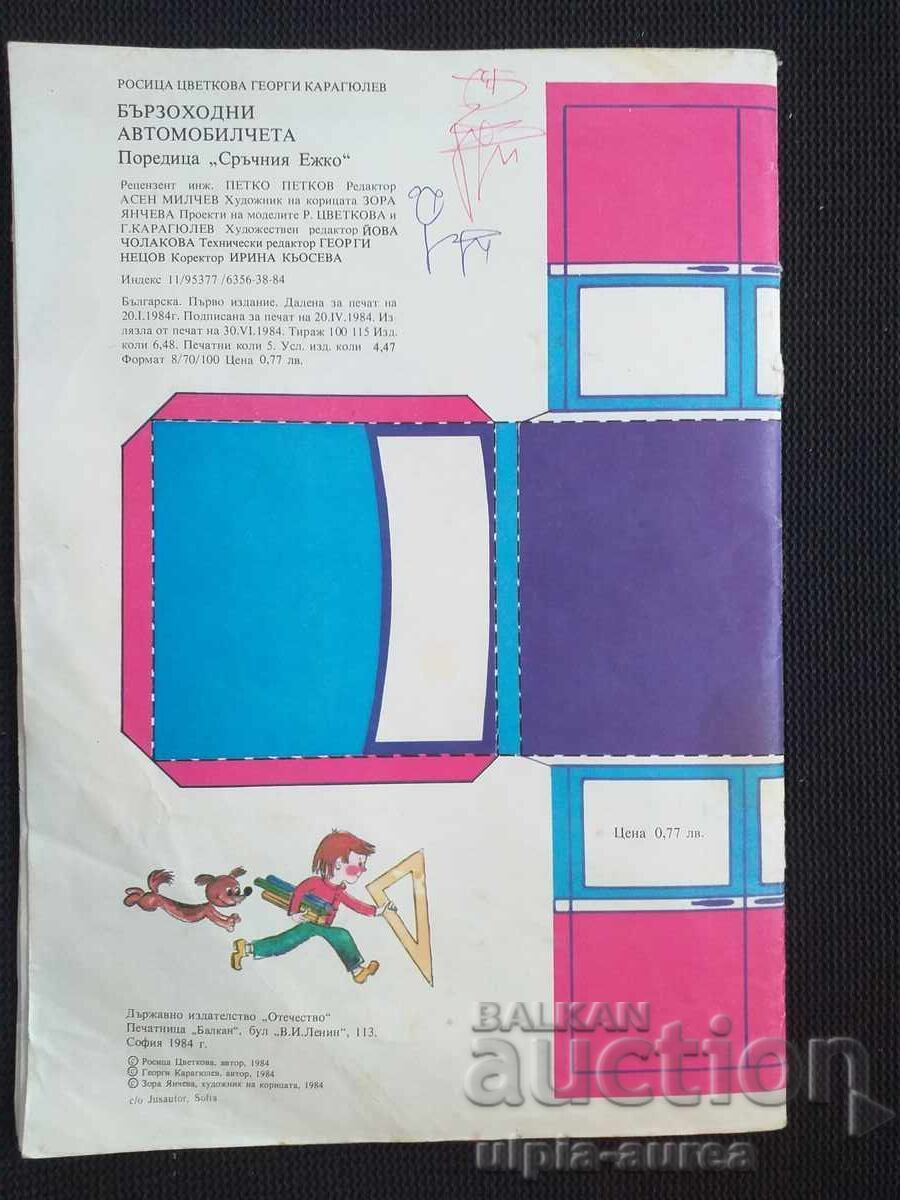 РОСИЦА ЦВЕТКОВА ГЕОРГИ КАРАГЮЛЕВ
БЪРЗОХОДНИ
АВТОМОБИЛЧЕТА
Поредица „Сръчния Ежко“
Рецензент инж. ПЕТКО ПЕТКОВ Редактор
АСЕН МИЛЧЕВ Художник на корицата ЗОРА
ЯНЧЕВА Проекти на моделите Р. ЦВЕТКОВА и
Г.КАРАГЮЛЕВ Художествен редактор ЙОВА
ЧОЛАКОВА Технически редактор ГЕОРГИ
НЕЦОВ Коректор ИРИНА КЬОСЕВА
Индекс 11/95377 /6356-38-84
Българска. Първо издание. Дадена за печат на
20.I.1984г. Подписана за печат на 20.IV.1984. Из-
лязла от печат на 30.VI.1984. Тираж 100 115 Изд.
коли 6,48. Печатни коли 5. Усл. изд. коли 4,47
Формат 8/70/100 Цена 0,77 лв.
Цена 0,77 лв.
Държавно издателство „Отечество“
Печатница „Балкан“, бул „В.И.Ленин“, 113.
София 1984 г.
© Росица Цветкова, автор, 1984
© Георги Карагюлев, автор, 1984
© Зора Янчева, художник на корицата, 1984
c/o Jusautor, Sofia
BALKAN
auction
ulpia-aurea